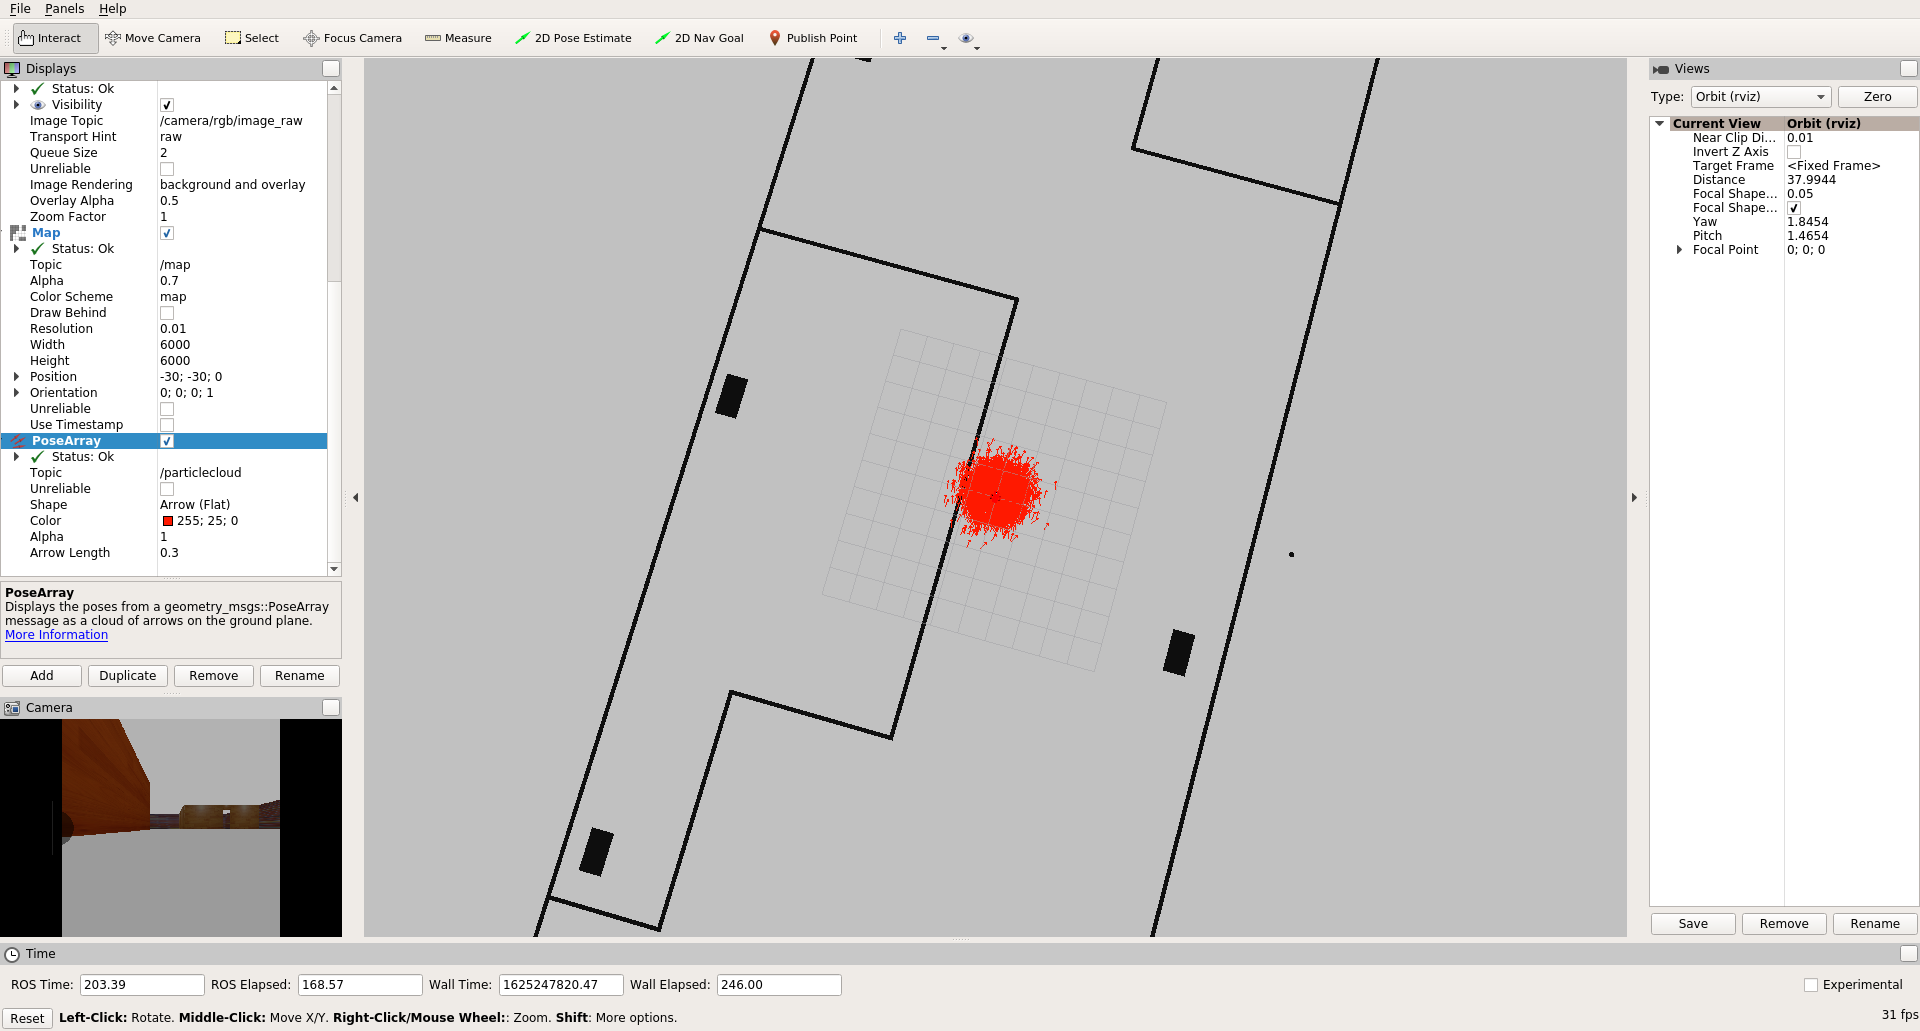 File Panels Help
Interact Move Camera Select Focus Camera Measure 2D Pose Estimate 2D Nav Goal Publish Point
Displays
Status: Ok
Visibility
Image Topic /camera/rgb/image_raw
Transport Hint raw
Queue Size 2
Unreliable
Image Rendering background and overlay
Overlay Alpha 0.5
Zoom Factor 1
Map
Status: Ok
Topic /map
Alpha 0.7
Color Scheme map
Draw Behind
Resolution 0.01
Width 6000
Height 6000
Position -30; -30; 0
Orientation 0; 0; 0; 1
Unreliable
Use Timestamp
PoseArray
Status: Ok
Topic /particlecloud
Unreliable
Shape Arrow (Flat)
Color 255; 25; 0
Alpha 1
Arrow Length 0.3
PoseArray
Displays the poses from a geometry_msgs::PoseArray
message as a cloud of arrows on the ground plane.
More Information
Add Duplicate Remove Rename
Camera
Views
Type: Orbit (rviz) Zero
Current View Orbit (rviz)
Near Clip Di... 0.01
Invert Z Axis
Target Frame <Fixed Frame>
Distance 37.9944
Focal Shape... 0.05
Focal Shape...
Yaw 1.8454
Pitch 1.4654
Focal Point 0; 0; 0
Save Remove Rename
Time
ROS Time: 203.39 ROS Elapsed: 168.57 Wall Time: 1625247820.47 Wall Elapsed: 246.00 Experimental
Reset Left-Click: Rotate. Middle-Click: Move X/Y. Right-Click/Mouse Wheel:: Zoom. Shift: More options. 31 fps